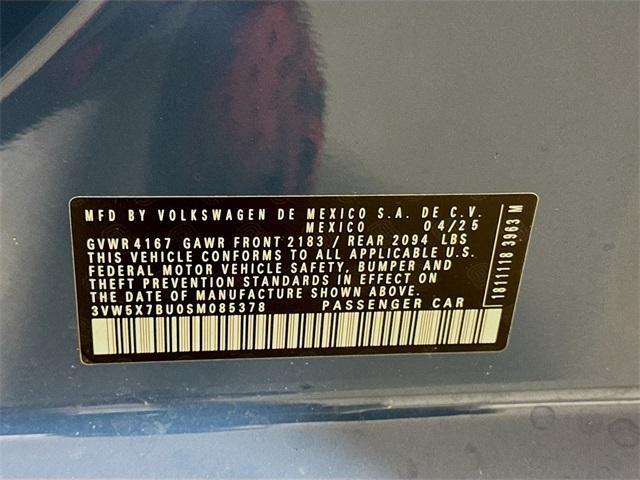 MFD BY VOLKSWAGEN DE MEXICO S.A. DE C.V.
MEXICO 04/25
GVWR 4167 GAWR FRONT 2183 / REAR 2094 LBS
THIS VEHICLE CONFORMS TO ALL APPLICABLE U.S.
FEDERAL MOTOR VEHICLE SAFETY, BUMPER AND
THEFT PREVENTION STANDARDS IN EFFECT ON
THE DATE OF MANUFACTURE SHOWN ABOVE.
3VW5X7BU0SM085378 PASSENGER CAR
1811118 3963 M